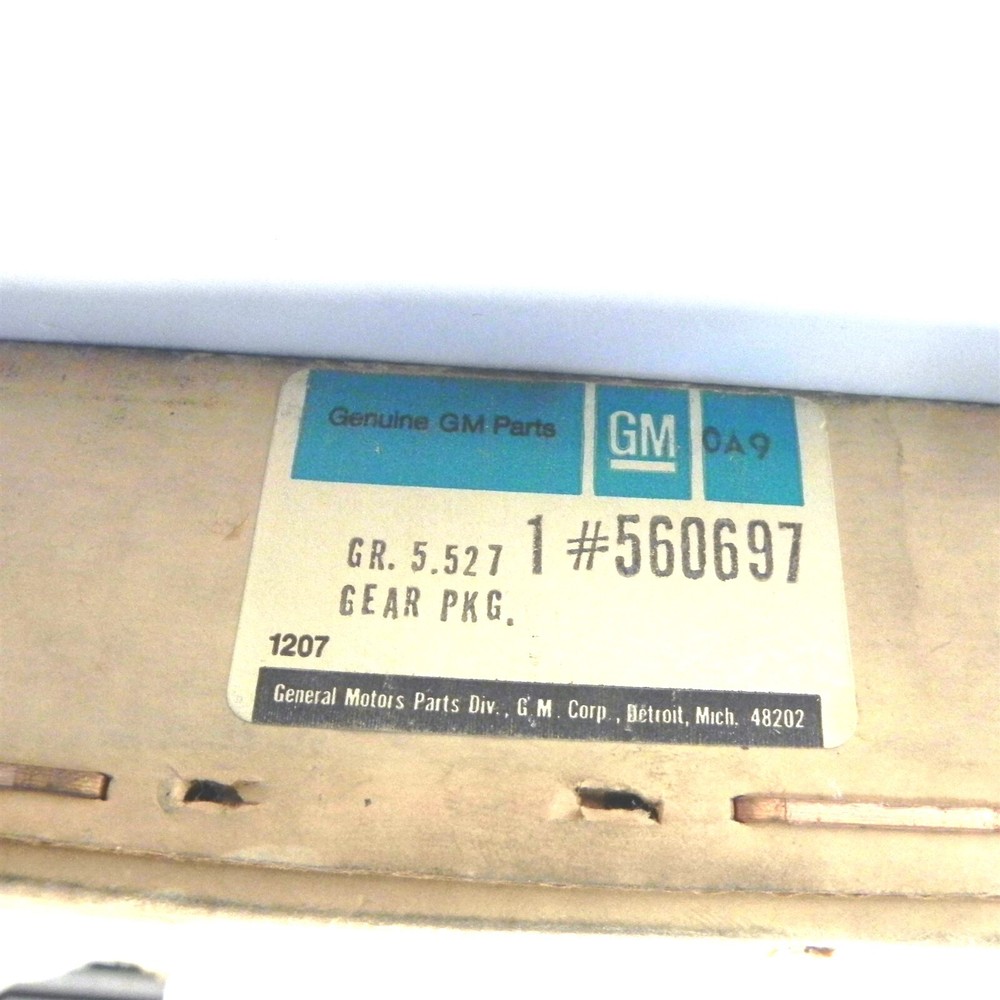 Genuine GM Parts GM 0A9
GR. 5.527 1 #560697
GEAR PKG.
1207
General Motors Parts Div., G M. Corp., Detroit, Mich. 48202